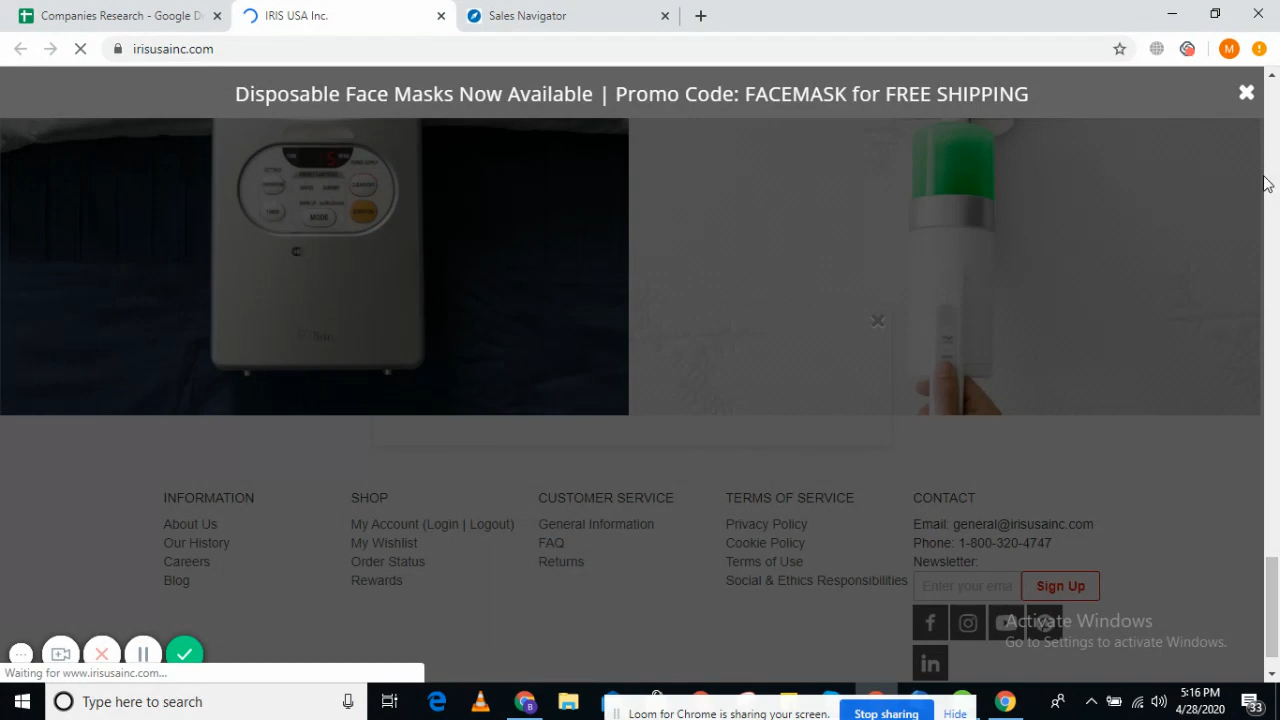 Companies Research - Google D
IRIS USA Inc.
Sales Navigator
irisusainc.com
M
Disposable Face Masks Now Available | Promo Code: FACEMASK for FREE SHIPPING
MODE
INFORMATION
About Us
Our History
Careers
Blog
SHOP
My Account (Login | Logout)
My Wishlist
Order Status
Rewards
CUSTOMER SERVICE
General Information
FAQ
Returns
TERMS OF SERVICE
Privacy Policy
Cookie Policy
Terms of Use
Social & Ethics Responsibilities
CONTACT
Email: general@irisusainc.com
Phone: 1-800-320-4747
Newsletter:
Enter your emai
Sign Up
Activate Windows
Go to Settings to activate Windows.
Waiting for www.irisusainc.com...
Type here to search
Loom for Chrome is sharing your screen.
Stop sharing
Hide
5:16 PM
4/28/2020
33